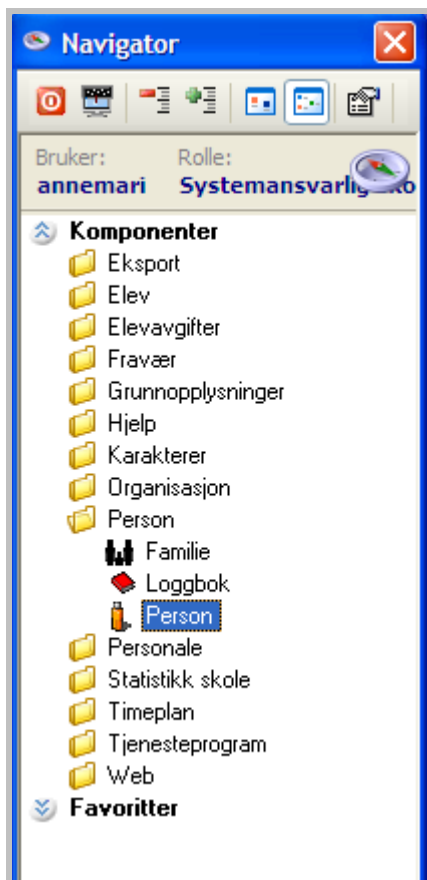 Navigator
Bruker: Rolle:
annemari Systemansvarlig
Komponenter
Eksport
Elev
Elevavgifter
Fravær
Grunnopplysninger
Hjelp
Karakterer
Organisasjon
Person
Familie
Loggbok
Person
Personale
Statistikk skole
Timeplan
Tjenesteprogram
Web
Favoritter